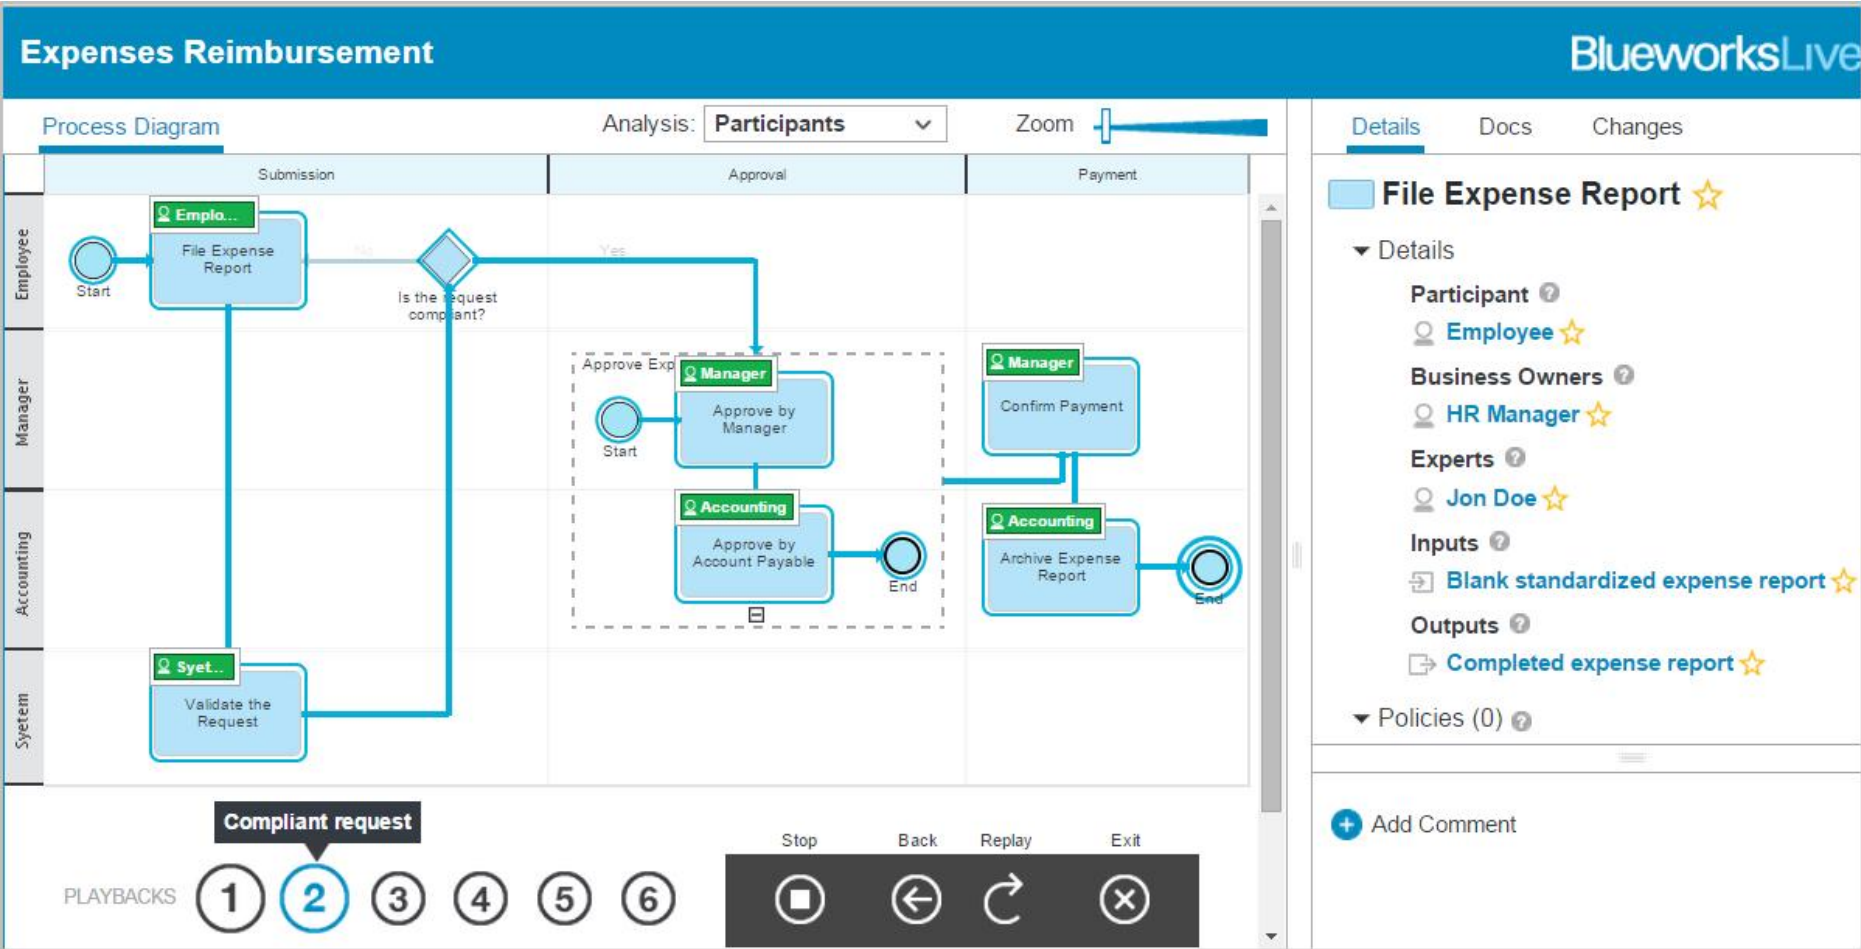 Expenses Reimbursement
BlueworksLive
Process Diagram
Analysis: Participants
Zoom
Submission
Approval
Payment
Employee
Manager
Accounting
Syetem
Emplo...
File Expense
Report
Start
No
Is the request
compliant?
Yes
Approve Exp
Manager
Approve by
Manager
Start
Accounting
Approve by
Account Payable
End
Manager
Confirm Payment
Accounting
Archive Expense
Report
End
Syet..
Validate the
Request
Compliant request
PLAYBACKS 1 2 3 4 5 6
Stop Back Replay Exit
Details Docs Changes
File Expense Report
Details
Participant ?
Employee
Business Owners ?
HR Manager
Experts ?
Jon Doe
Inputs ?
Blank standardized expense report
Outputs ?
Completed expense report
Policies (0) ?
Add Comment